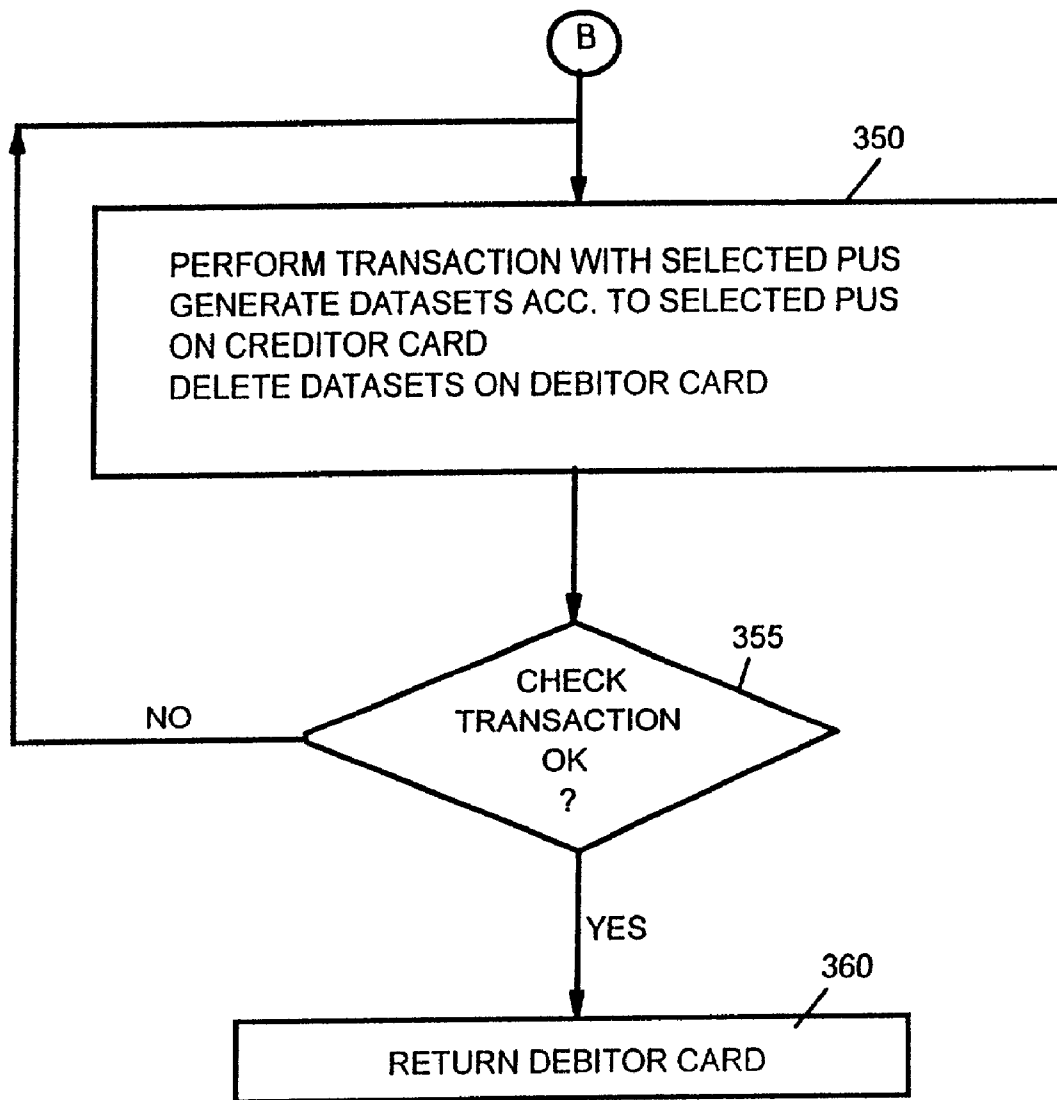 B
350
PERFORM TRANSACTION WITH SELECTED PUS
GENERATE DATASETS ACC. TO SELECTED PUS
ON CREDITOR CARD
DELETE DATASETS ON DEBITOR CARD
355
CHECK
TRANSACTION
OK
?
NO
YES
360
RETURN DEBITOR CARD